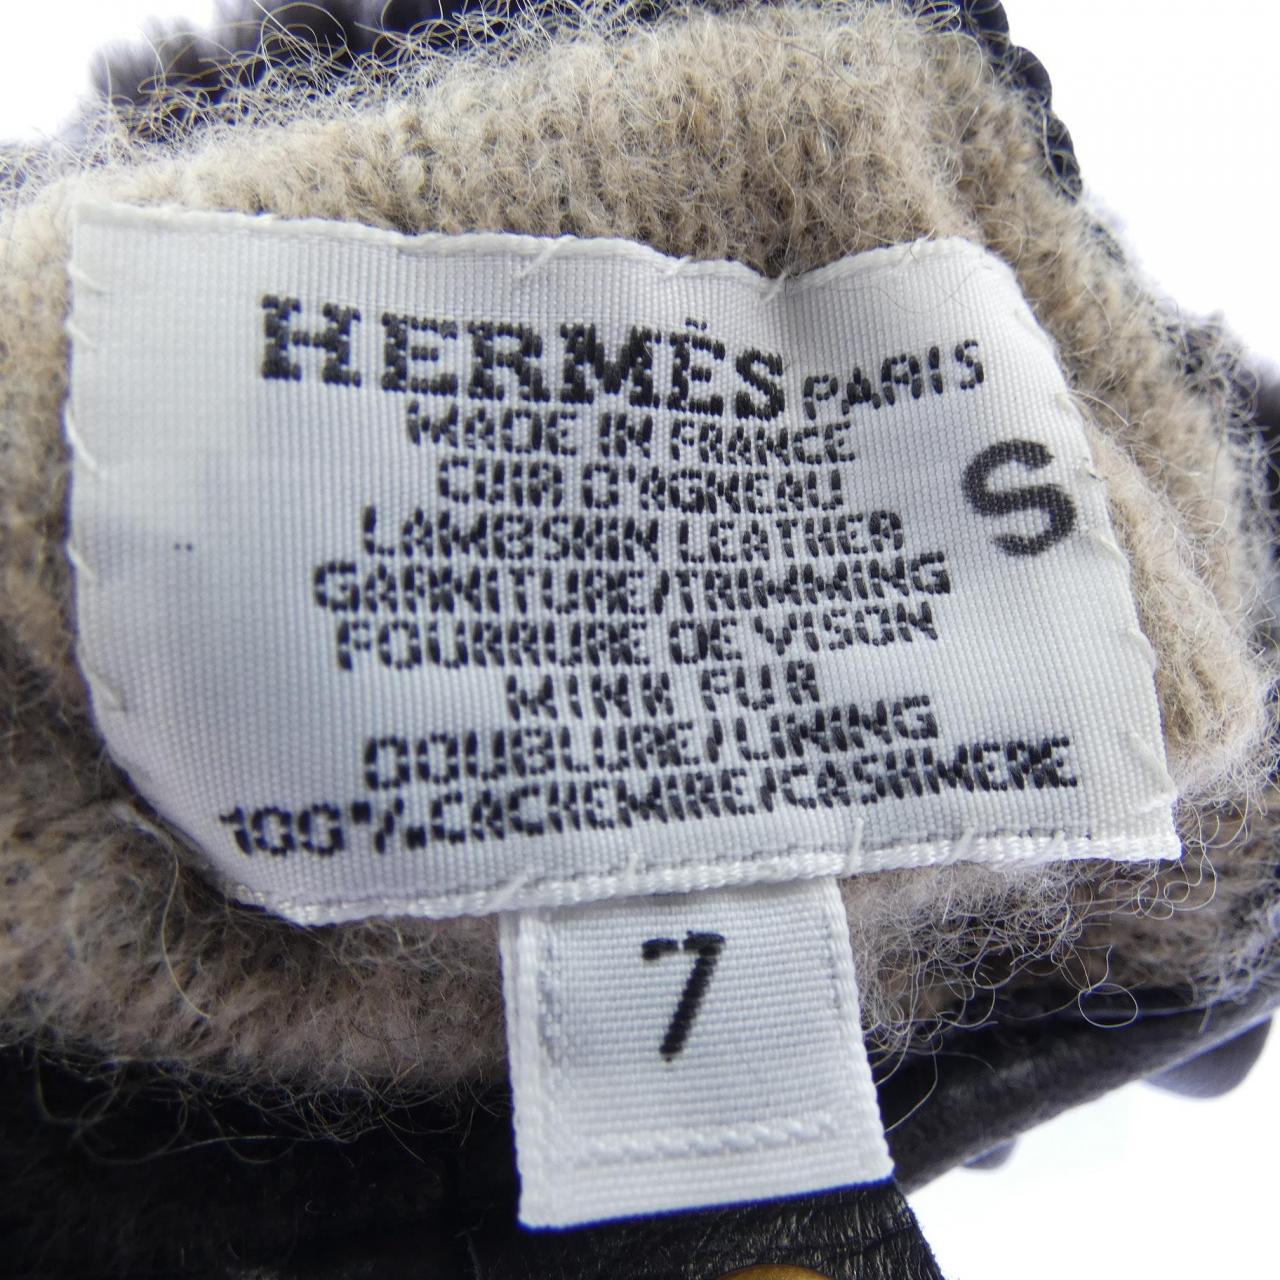 HERMÈS PARIS
MADE IN FRANCE
S
CUIR D'AGNEAU
LAMBSKIN LEATHER
GARNITURE/TRIMMING
FOURRURE DE VISON
MINK FUR
DOUBLURE/LINING
100% CACHEMIRE/CASHMERE
7